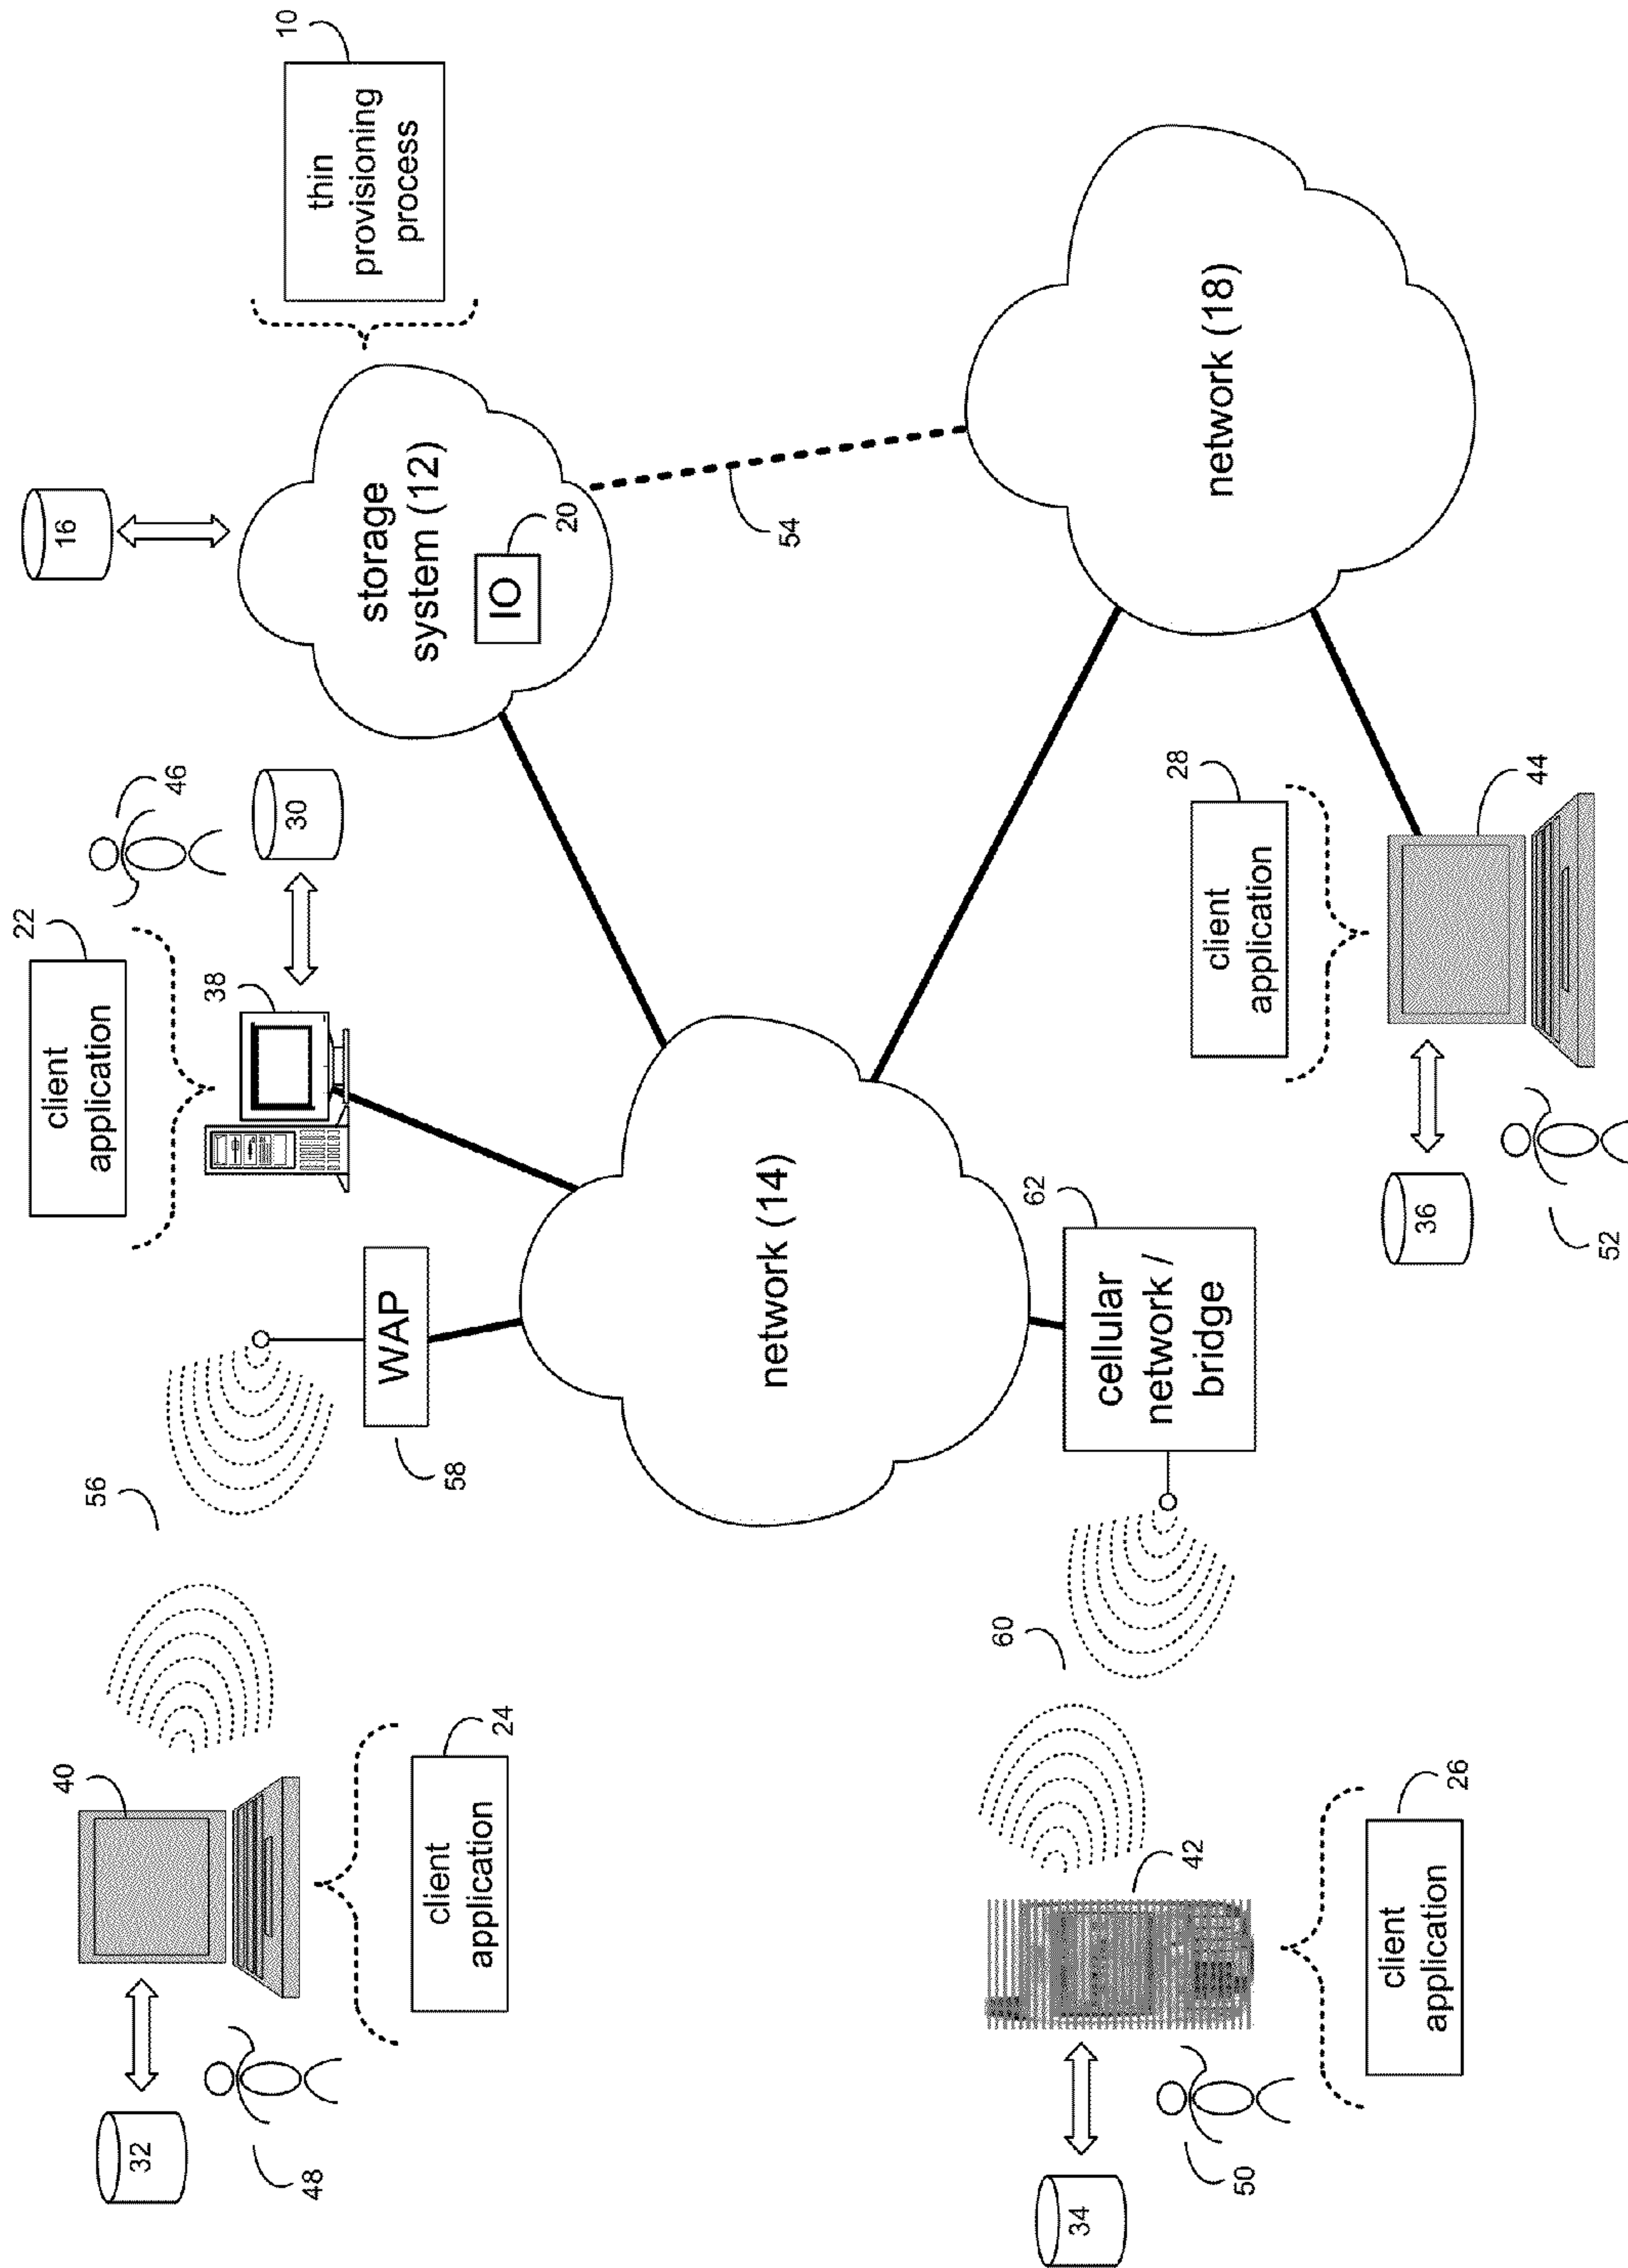 32
40
48
24
client
application
56
WAP
58
22
client
application
38
46
30
16
storage
system (12)
IO
20
10
thin
provisioning
process
54
network (14)
34
42
50
26
client
application
60
62
cellular
network /
bridge
network (18)
28
client
application
36
44
52